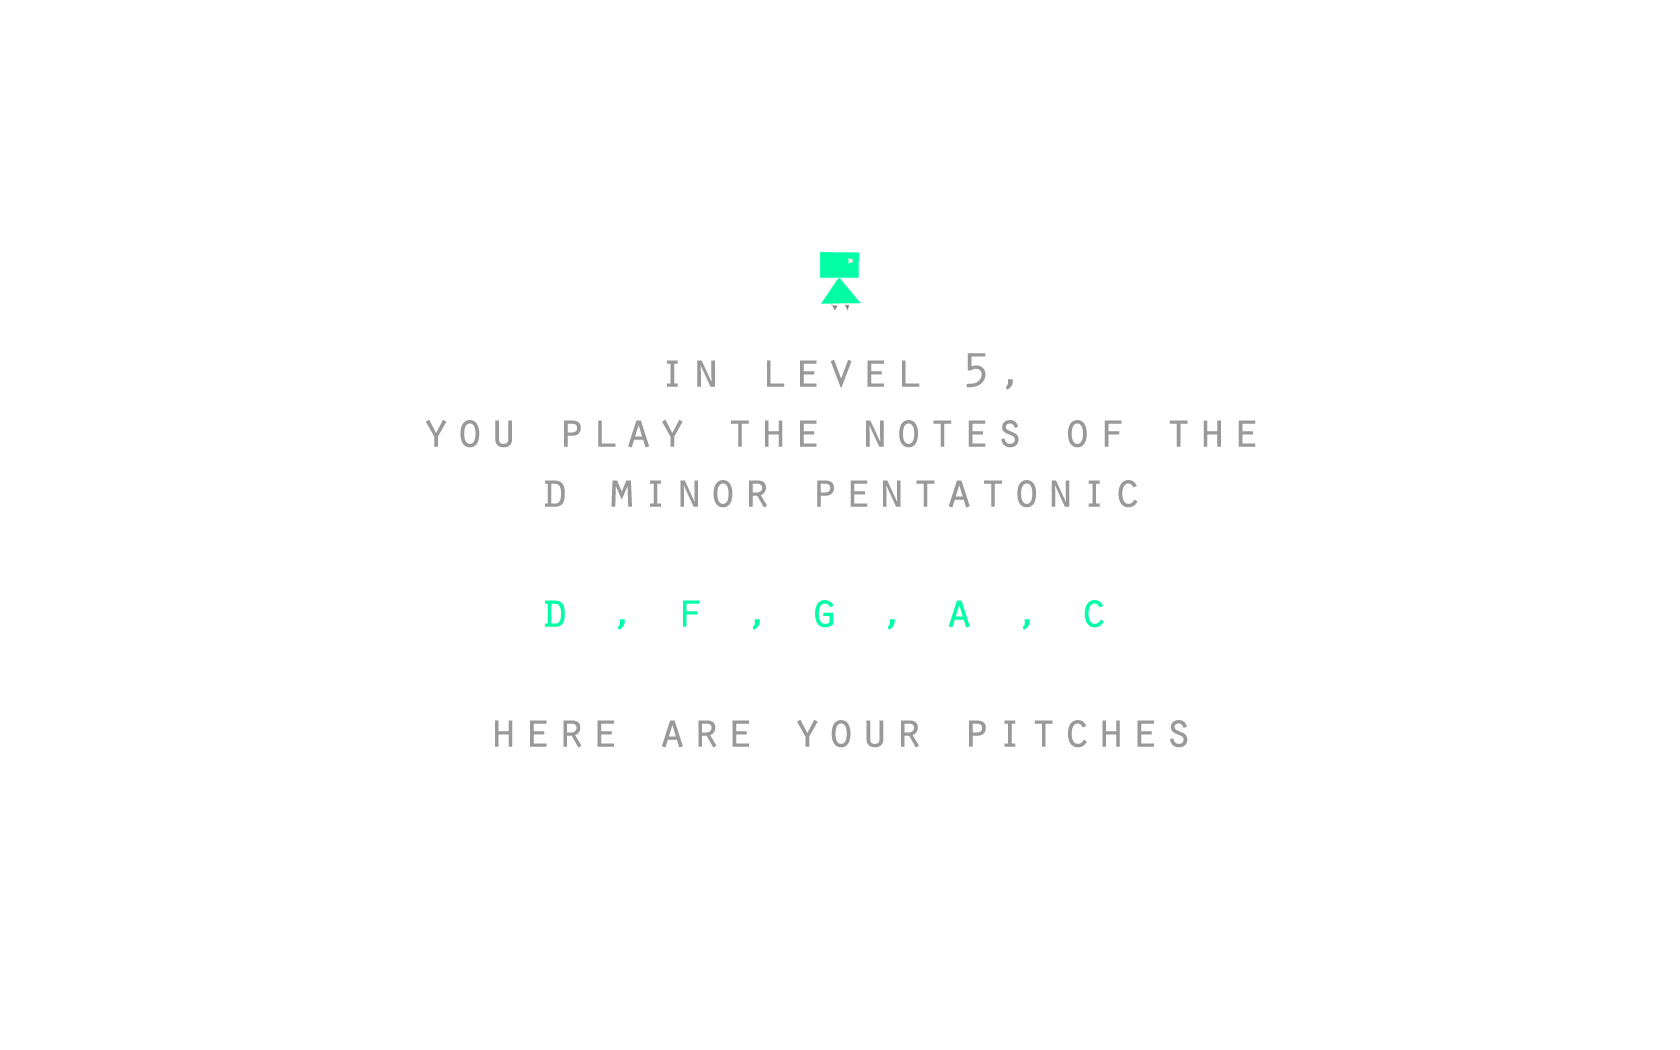 IN LEVEL 5,
YOU PLAY THE NOTES OF THE
D MINOR PENTATONIC
D , F , G , A , C
HERE ARE YOUR PITCHES